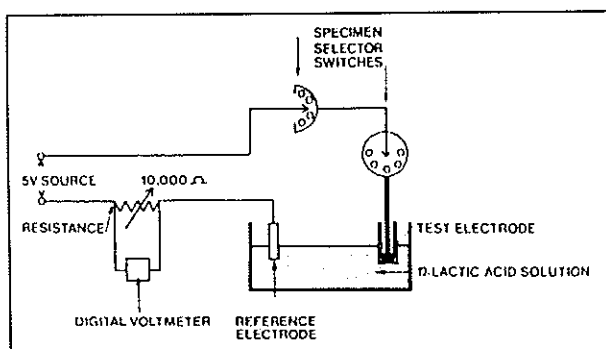 SPECIMEN
SELECTOR
SWITCHES
5V SOURCE
10,000 Ω
RESISTANCE
TEST ELECTRODE
n-LACTIC ACID SOLUTION
DIGITAL VOLTMETER
REFERENCE
ELECTRODE